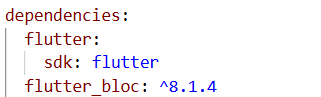 dependencies:
  flutter:
    sdk: flutter
  flutter_bloc: ^8.1.4